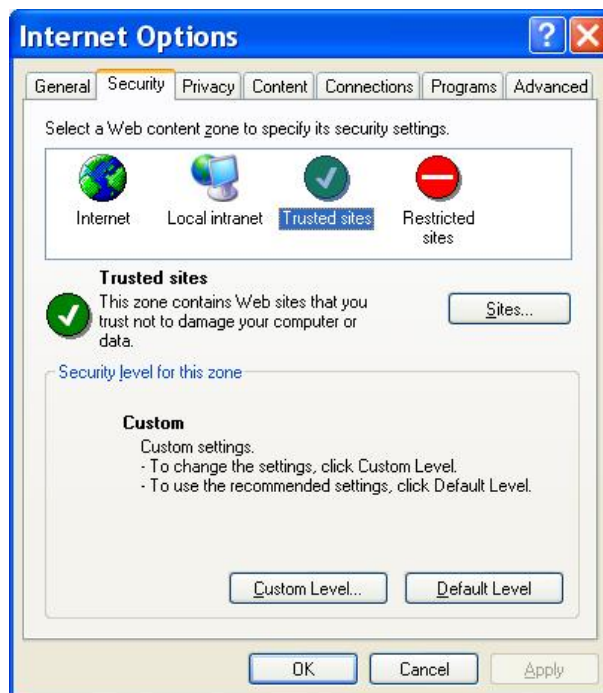 Internet Options
?
General Security Privacy Content Connections Programs Advanced
Select a Web content zone to specify its security settings.
Internet Local intranet Trusted sites Restricted
sites
Trusted sites
This zone contains Web sites that you
trust not to damage your computer or
data.
Sites...
Security level for this zone
Custom
Custom settings.
- To change the settings, click Custom Level.
- To use the recommended settings, click Default Level.
Custom Level... Default Level
OK Cancel Apply